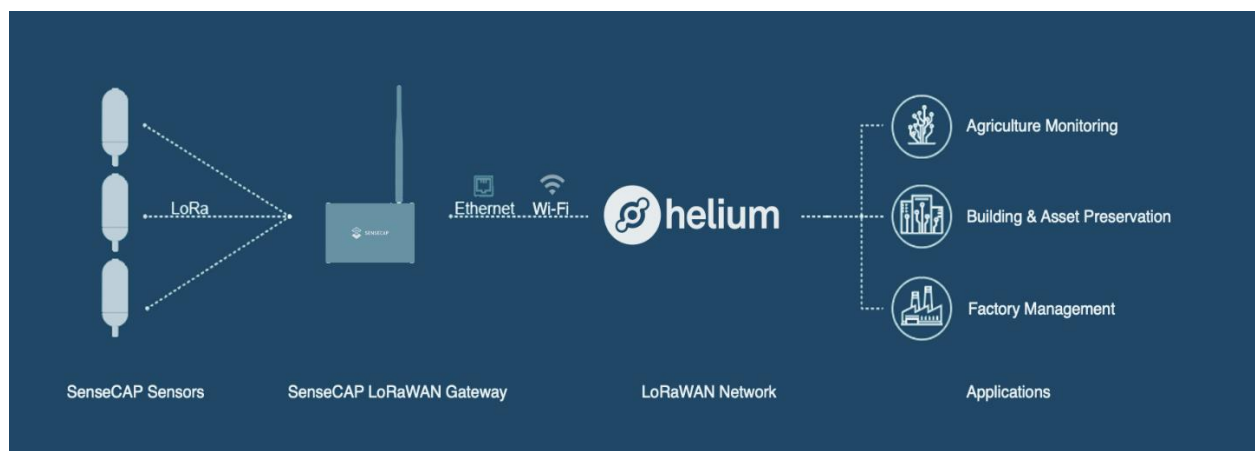 LoRa
SENSECAP
Ethernet Wi-Fi
helium
Agriculture Monitoring
Building & Asset Preservation
Factory Management
SenseCAP Sensors
SenseCAP LoRaWAN Gateway
LoRaWAN Network
Applications